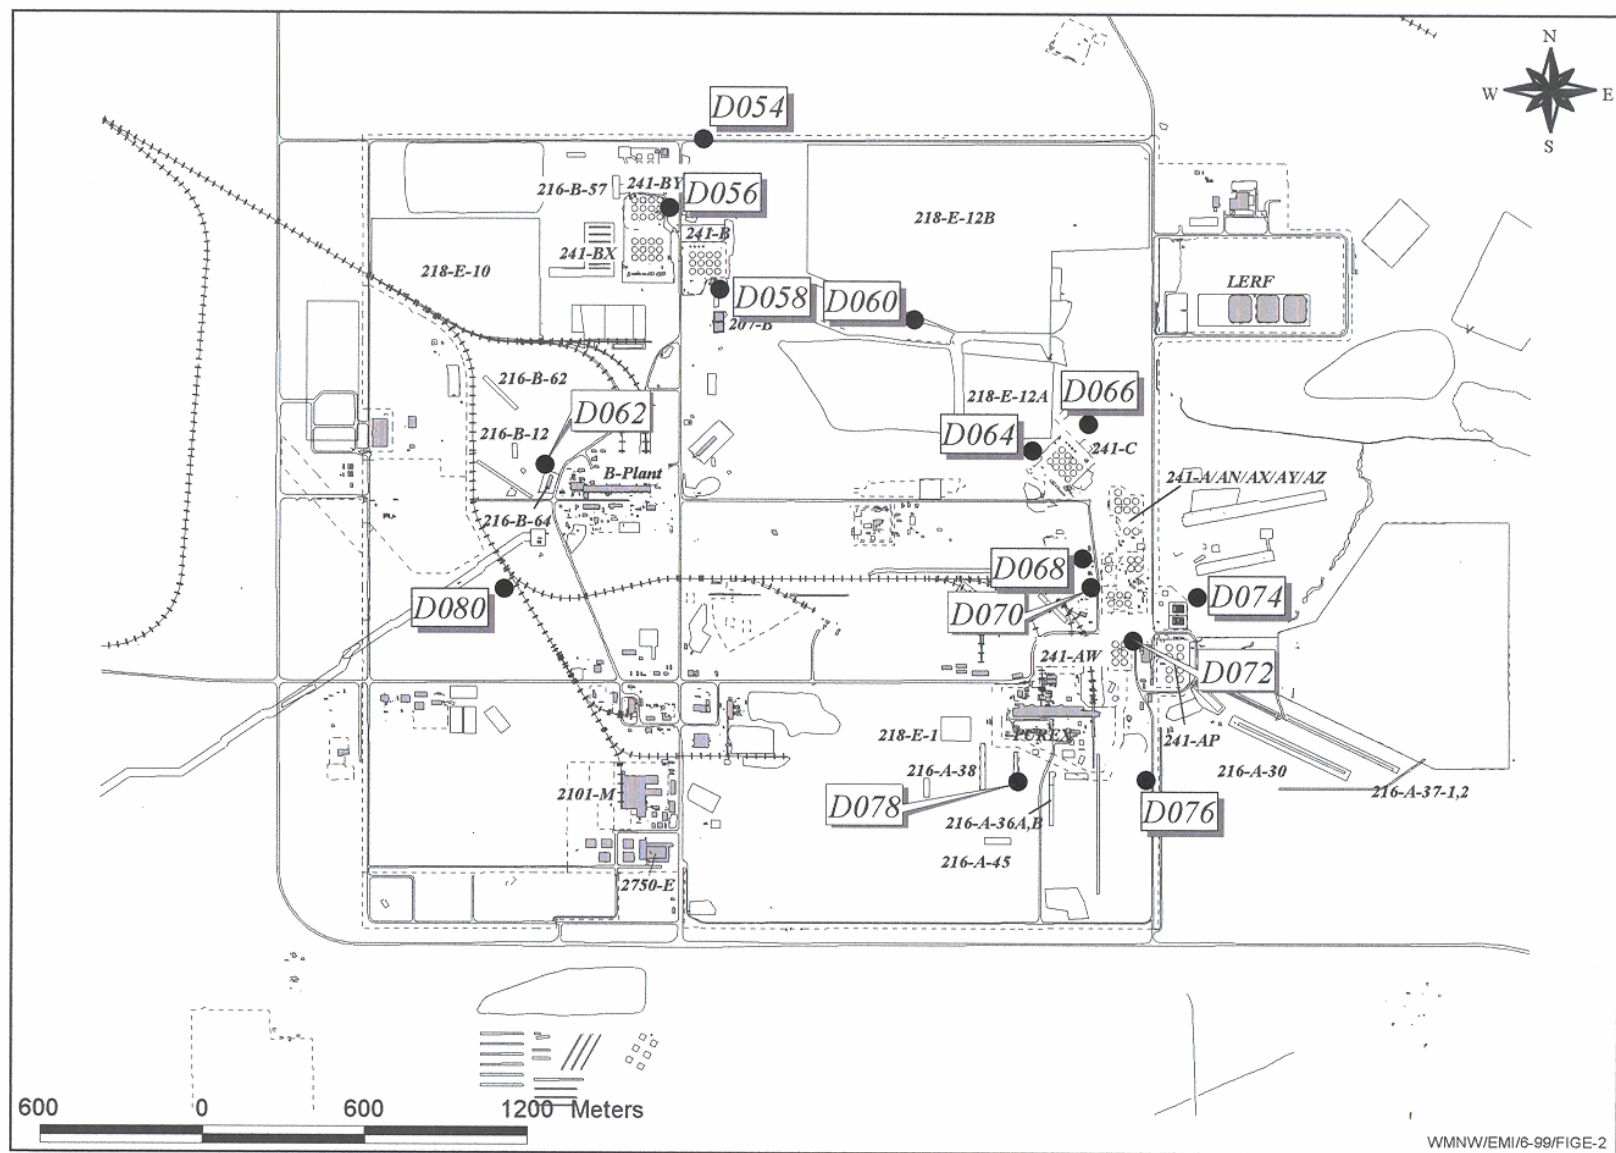 N
W E
S
D054
216-B-57
241-BY
D056
241-B
218-E-12B
241-BX
218-E-10
LERF
D058
D060
207-B
216-B-62
D062
218-E-12A
D066
D064
216-B-12
241-C
B-Plant
241-A/AN/AX/AY/AZ
216-B-64
D068
D080
D070
D074
241-AW
D072
218-E-1
PUREX
241-AP
216-A-38
216-A-30
2101-M
D078
D076
216-A-37-1,2
216-A-36A,B
216-A-45
2750-E
600 0 600 1200 Meters
WMNW/EMI/6-99/FIGE-2